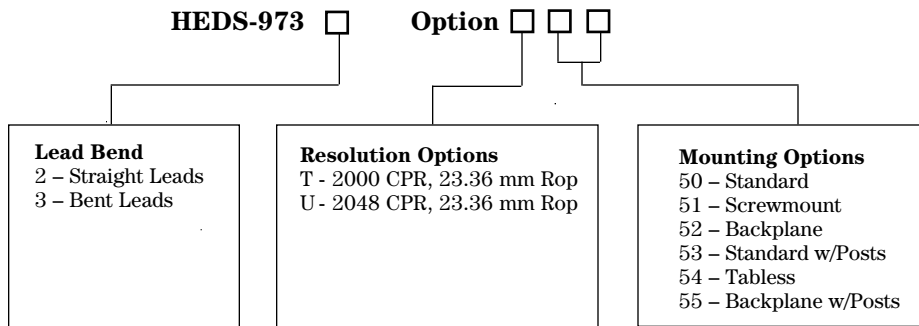 HEDS-973 □ Option □ □ □
Lead Bend
2 – Straight Leads
3 – Bent Leads
Resolution Options
T - 2000 CPR, 23.36 mm Rop
U - 2048 CPR, 23.36 mm Rop
Mounting Options
50 – Standard
51 – Screwmount
52 – Backplane
53 – Standard w/Posts
54 – Tabless
55 – Backplane w/Posts